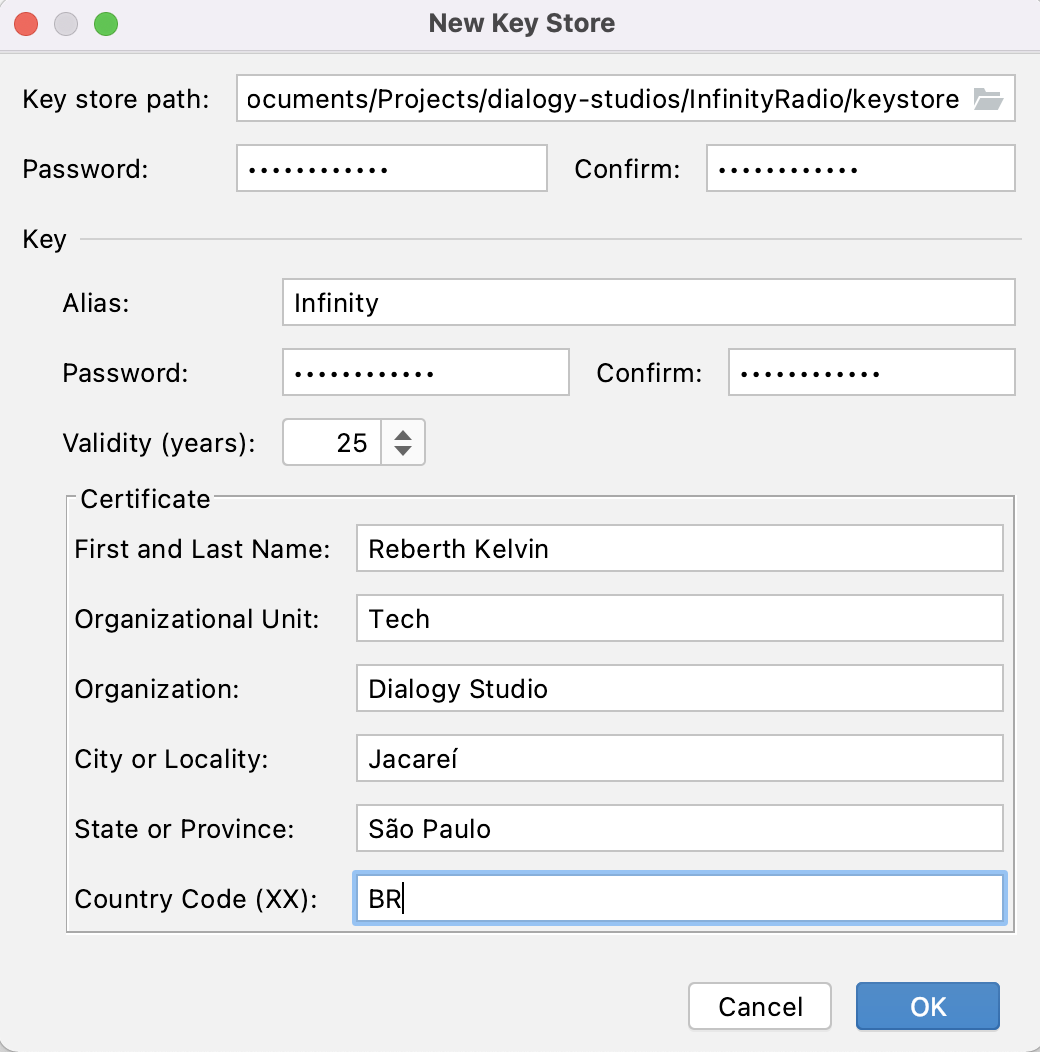 New Key Store
Key store path: ocuments/Projects/dialogy-studios/InfinityRadio/keystore
Password: •••••••••••• Confirm: ••••••••••••
Key
Alias: Infinity
Password: •••••••••••• Confirm: ••••••••••••
Validity (years): 25
Certificate
First and Last Name: Reberth Kelvin
Organizational Unit: Tech
Organization: Dialogy Studio
City or Locality: Jacareí
State or Province: São Paulo
Country Code (XX): BR
Cancel OK